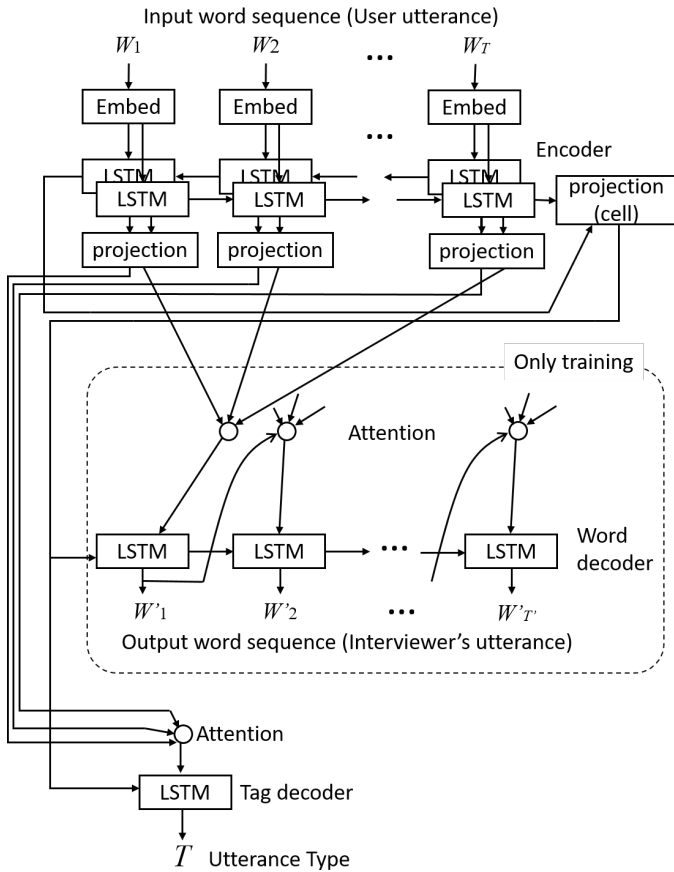 Input word sequence (User utterance)
W1 W2 ••• WT
Embed Embed ••• Embed
Encoder
LSTM LSTM LSTM
LSTM LSTM LSTM
projection (cell)
projection projection projection
Only training
Attention
LSTM LSTM ••• LSTM
Word decoder
W’1 W’2 ••• W’T’
Output word sequence (Interviewer’s utterance)
Attention
LSTM Tag decoder
T Utterance Type